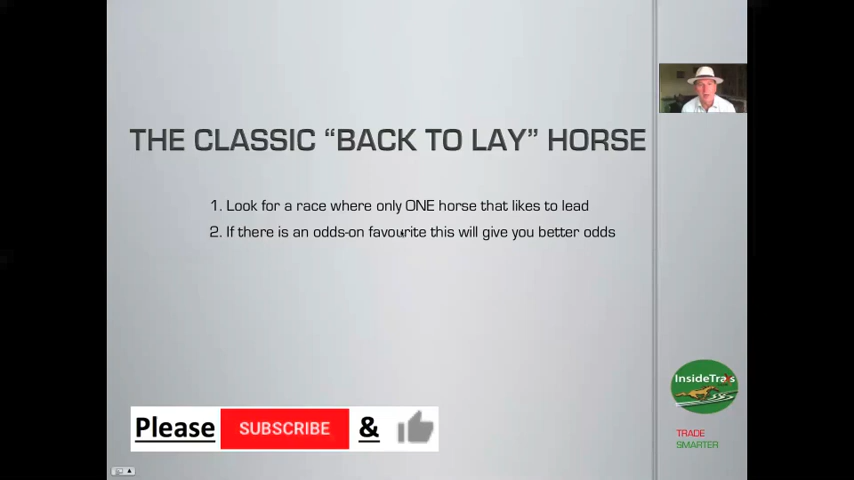 THE CLASSIC “BACK TO LAY” HORSE
1. Look for a race where only ONE horse that likes to lead
2. If there is an odds-on favourite this will give you better odds
InsideTrais
TRADE
SMARTER
Please SUBSCRIBE &